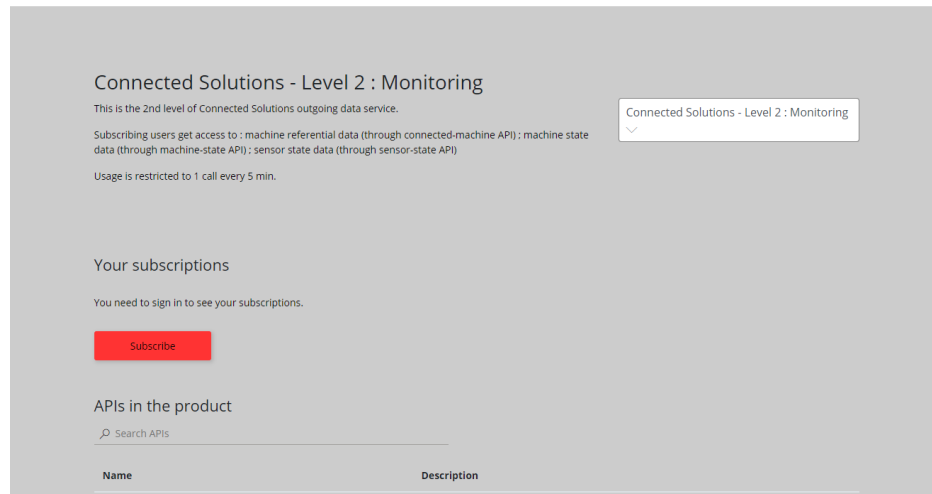 Connected Solutions - Level 2 : Monitoring
This is the 2nd level of Connected Solutions outgoing data service.
Connected Solutions - Level 2 : Monitoring
Subscribing users get access to : machine referential data (through connected-machine API) ; machine state
data (through machine-state API) ; sensor state data (through sensor-state API)
Usage is restricted to 1 call every 5 min.
Your subscriptions
You need to sign in to see your subscriptions.
Subscribe
APIs in the product
Search APIs
Name Description